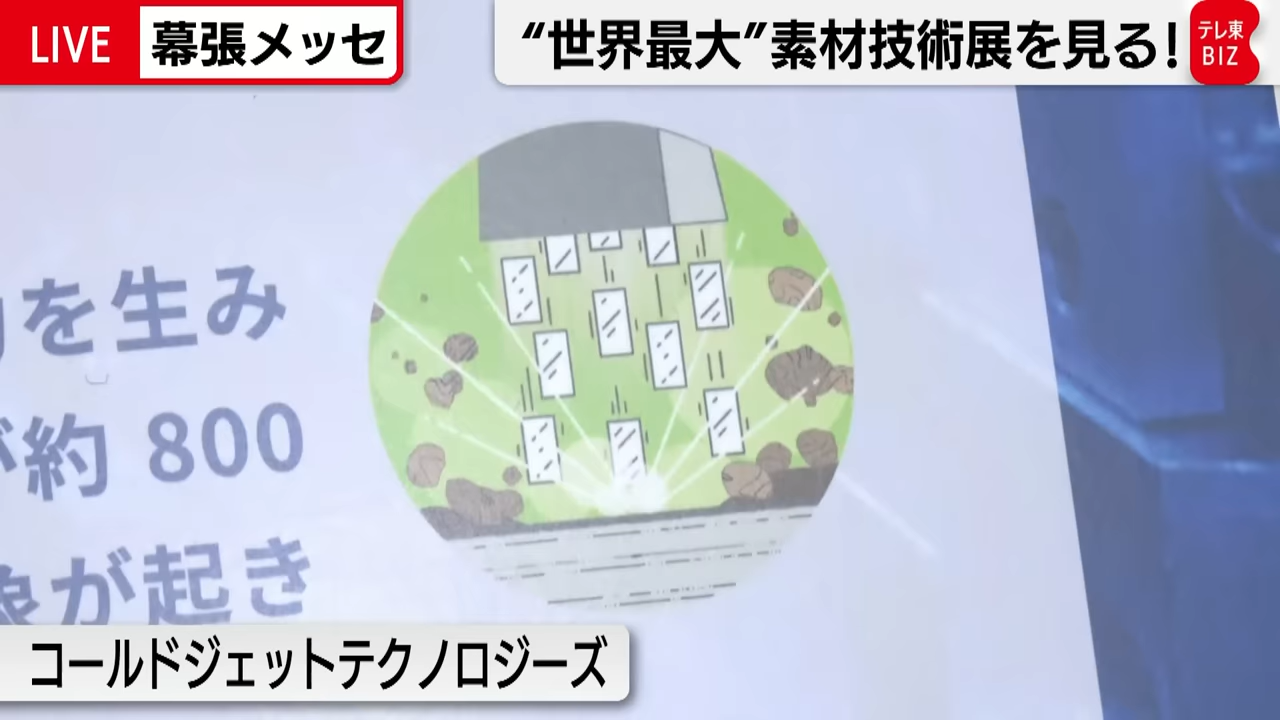 LIVE
幕張メッセ
“世界最大”素材技術展を見る!
テレ東
BIZ
を生み
が約 800
象が起き
コールドジェットテクノロジーズ